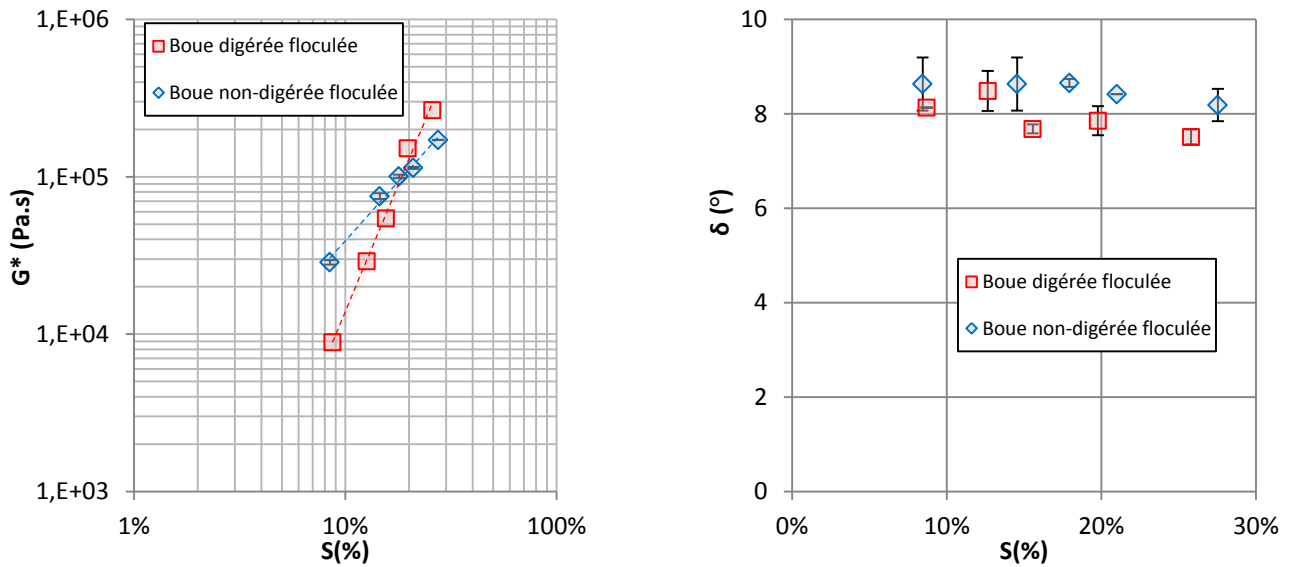 1,E+06
Boue digérée floculée
Boue non-digérée floculée
1,E+05
G* (Pa.s)
1,E+04
1,E+03
1%
10%
100%
S(%)
10
8
6
δ (°)
Boue digérée floculée
4
Boue non-digérée floculée
2
0
0%
10%
20%
30%
S(%)